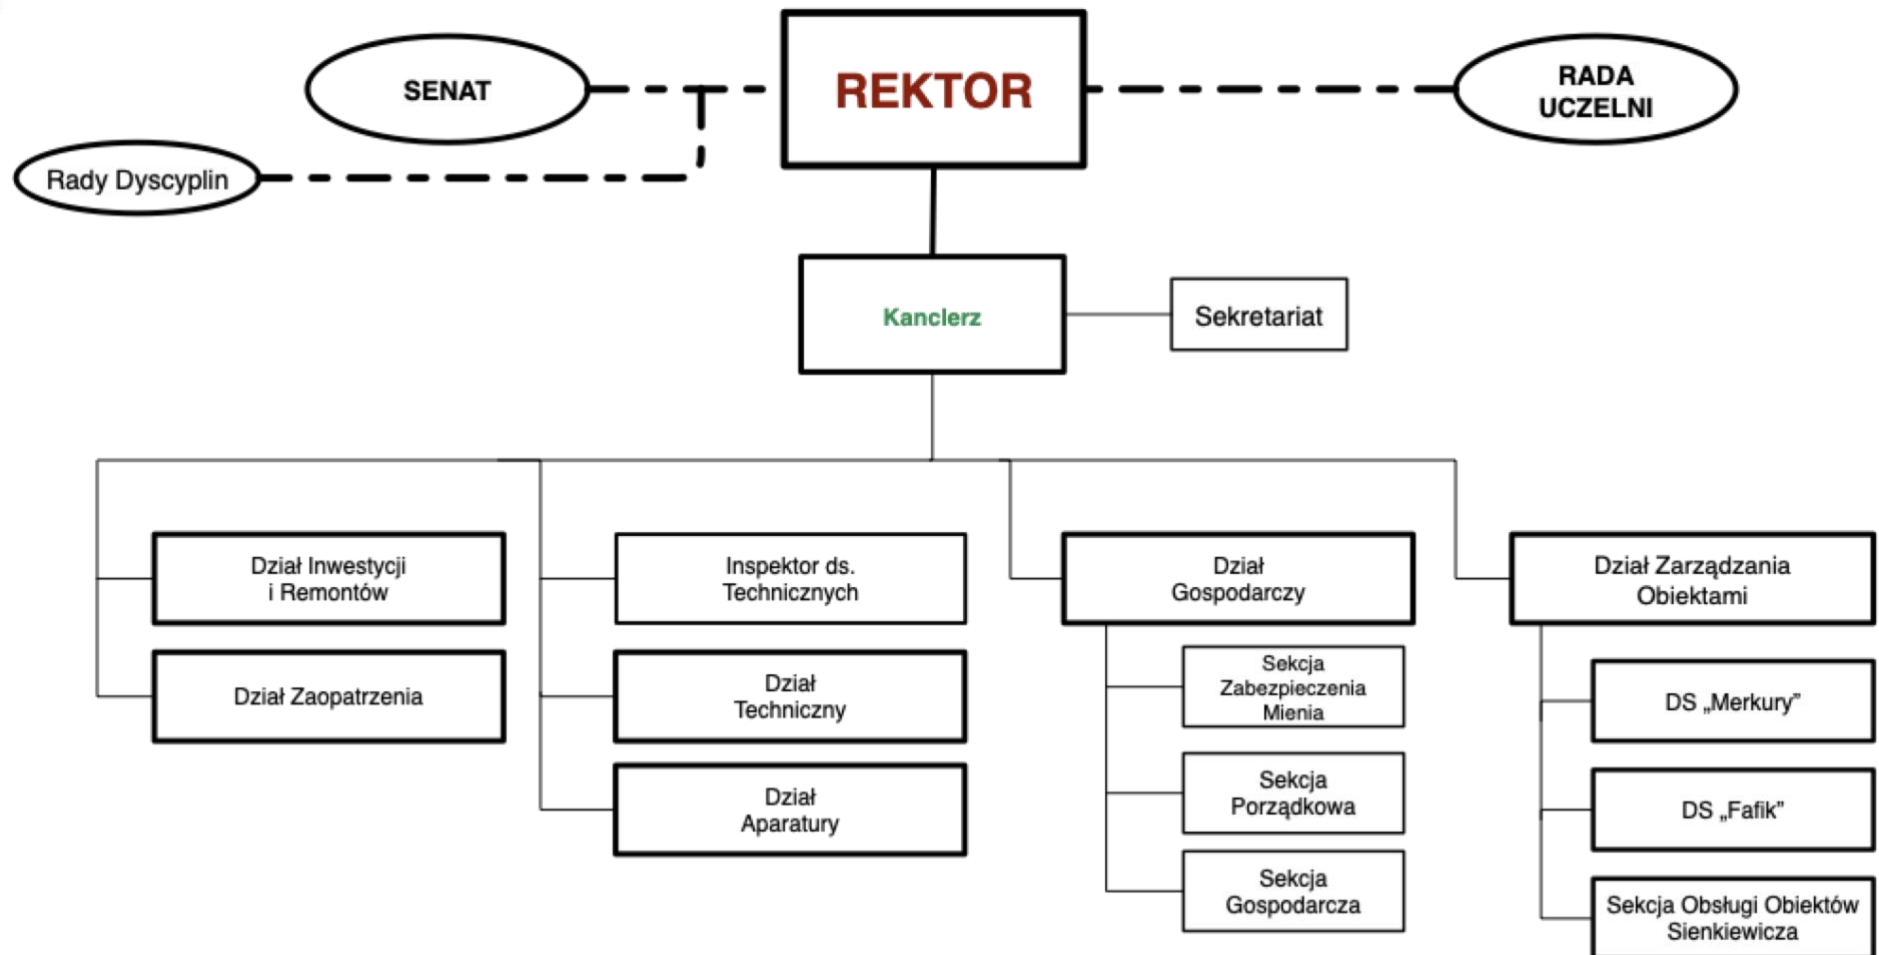 SENAT
REKTOR
RADA
UCZELNI
Rady Dyscyplin
Kanclerz
Sekretariat
Dział Inwestycji
i Remontów
Inspektor ds.
Technicznych
Dział
Gospodarczy
Dział Zarządzania
Obiektami
Dział Zaopatrzenia
Dział
Techniczny
Sekcja
Zabezpieczenia
Mienia
DS „Merkury”
Dział
Aparatury
Sekcja
Porządkowa
DS „Fafik”
Sekcja
Gospodarcza
Sekcja Obsługi Obiektów
Sienkiewicza